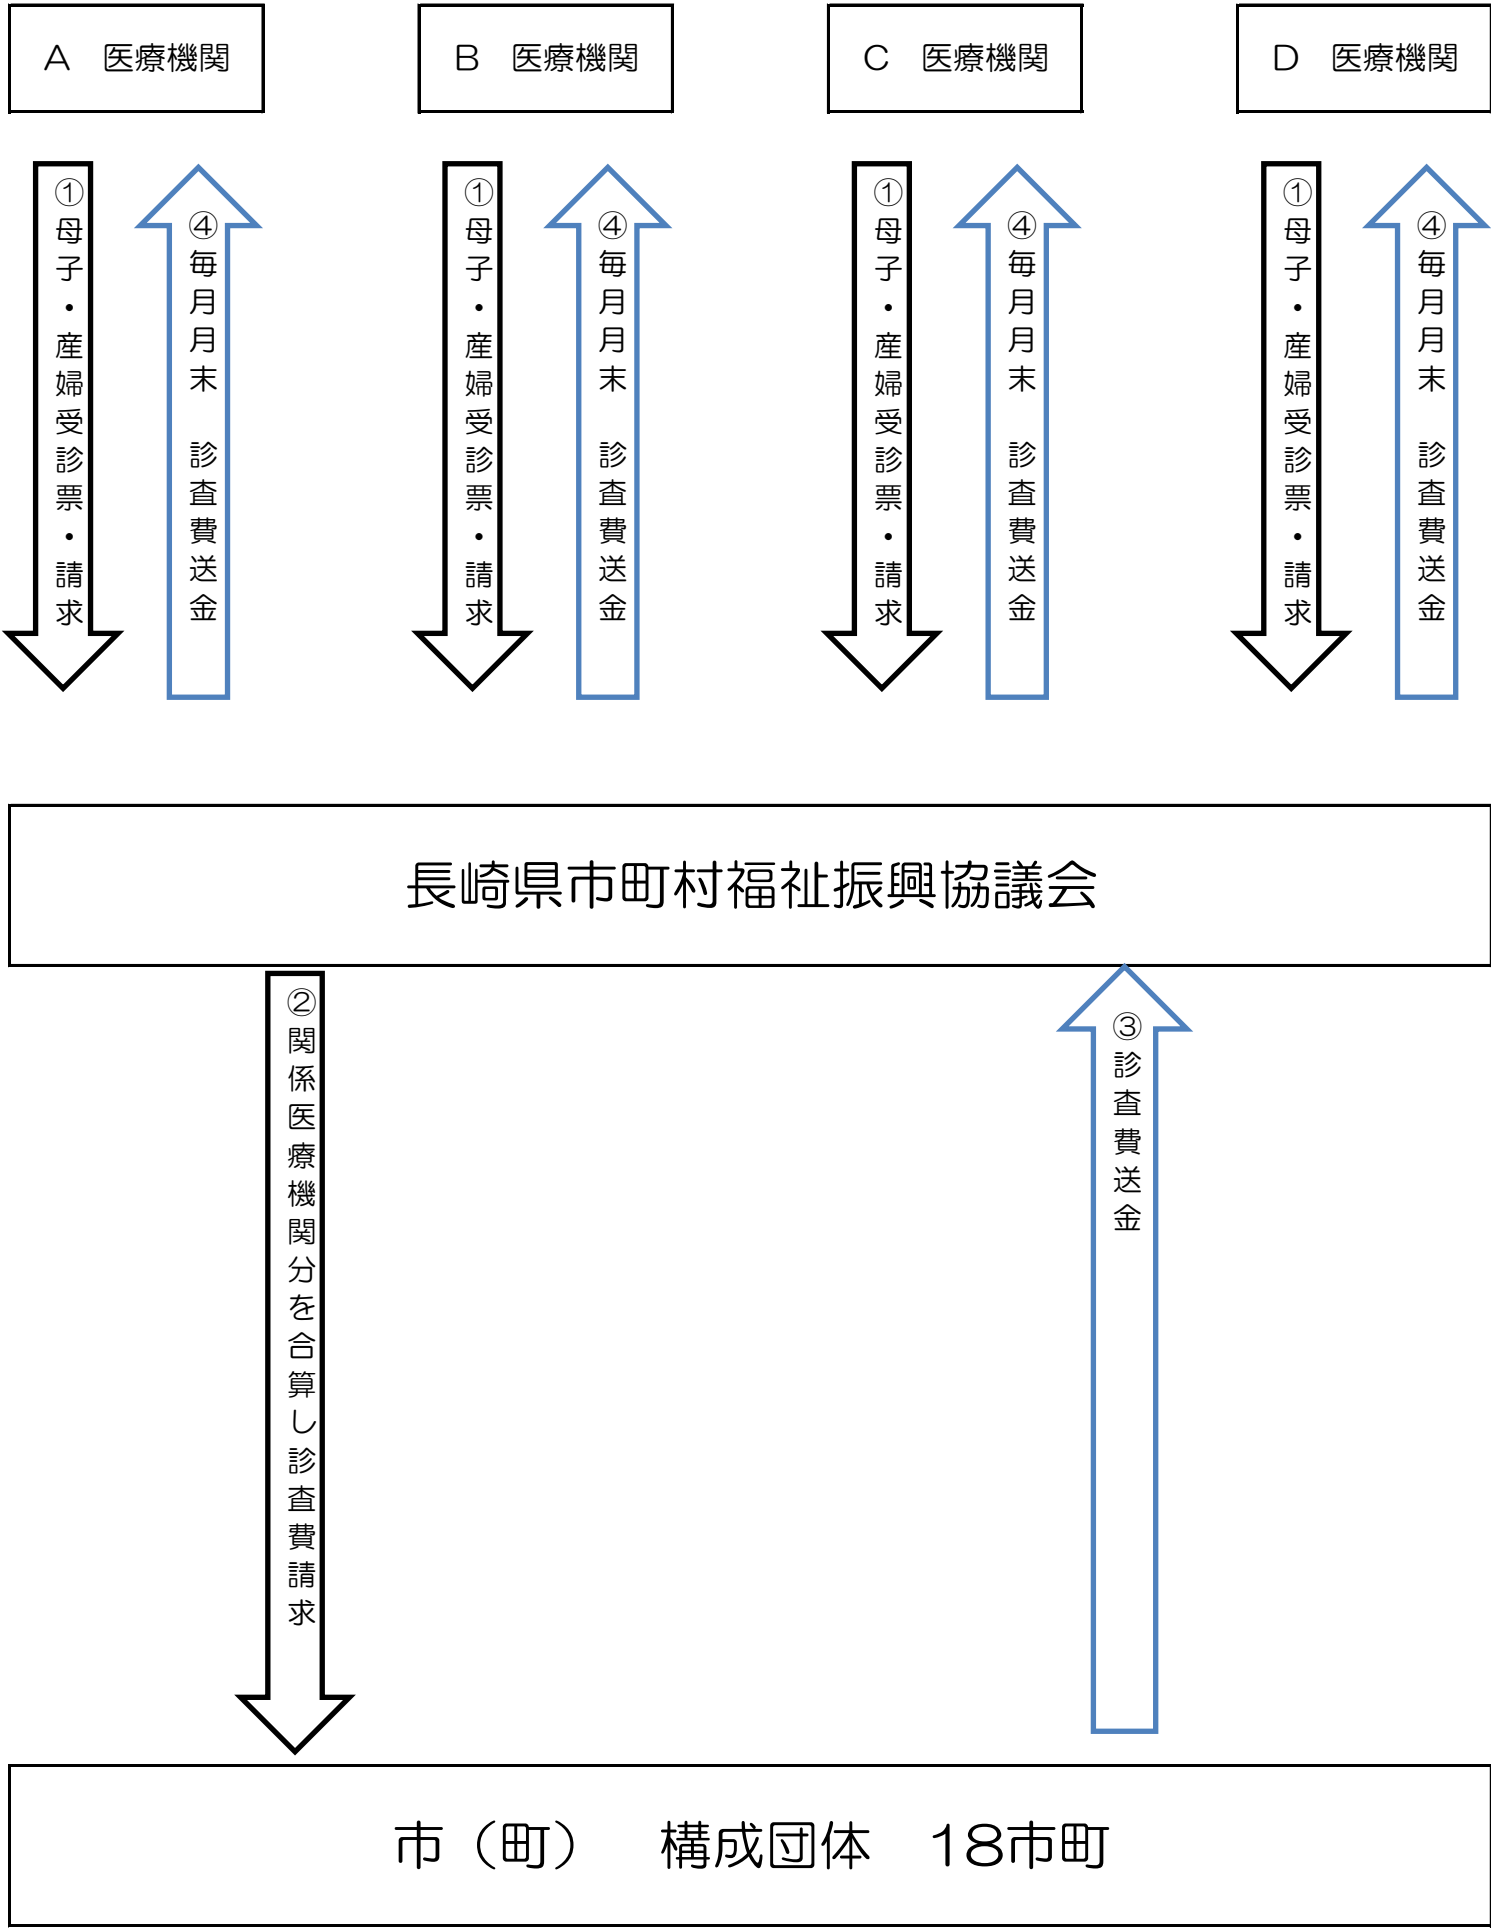 A　医療機関
B　医療機関
C　医療機関
D　医療機関
①母子・産婦受診票・請求
④毎月月末　診査費送金
①母子・産婦受診票・請求
④毎月月末　診査費送金
①母子・産婦受診票・請求
④毎月月末　診査費送金
①母子・産婦受診票・請求
④毎月月末　診査費送金
長崎県市町村福祉振興協議会
②関係医療機関分を合算し診査費請求
③診査費送金
市（町）　構成団体　18市町